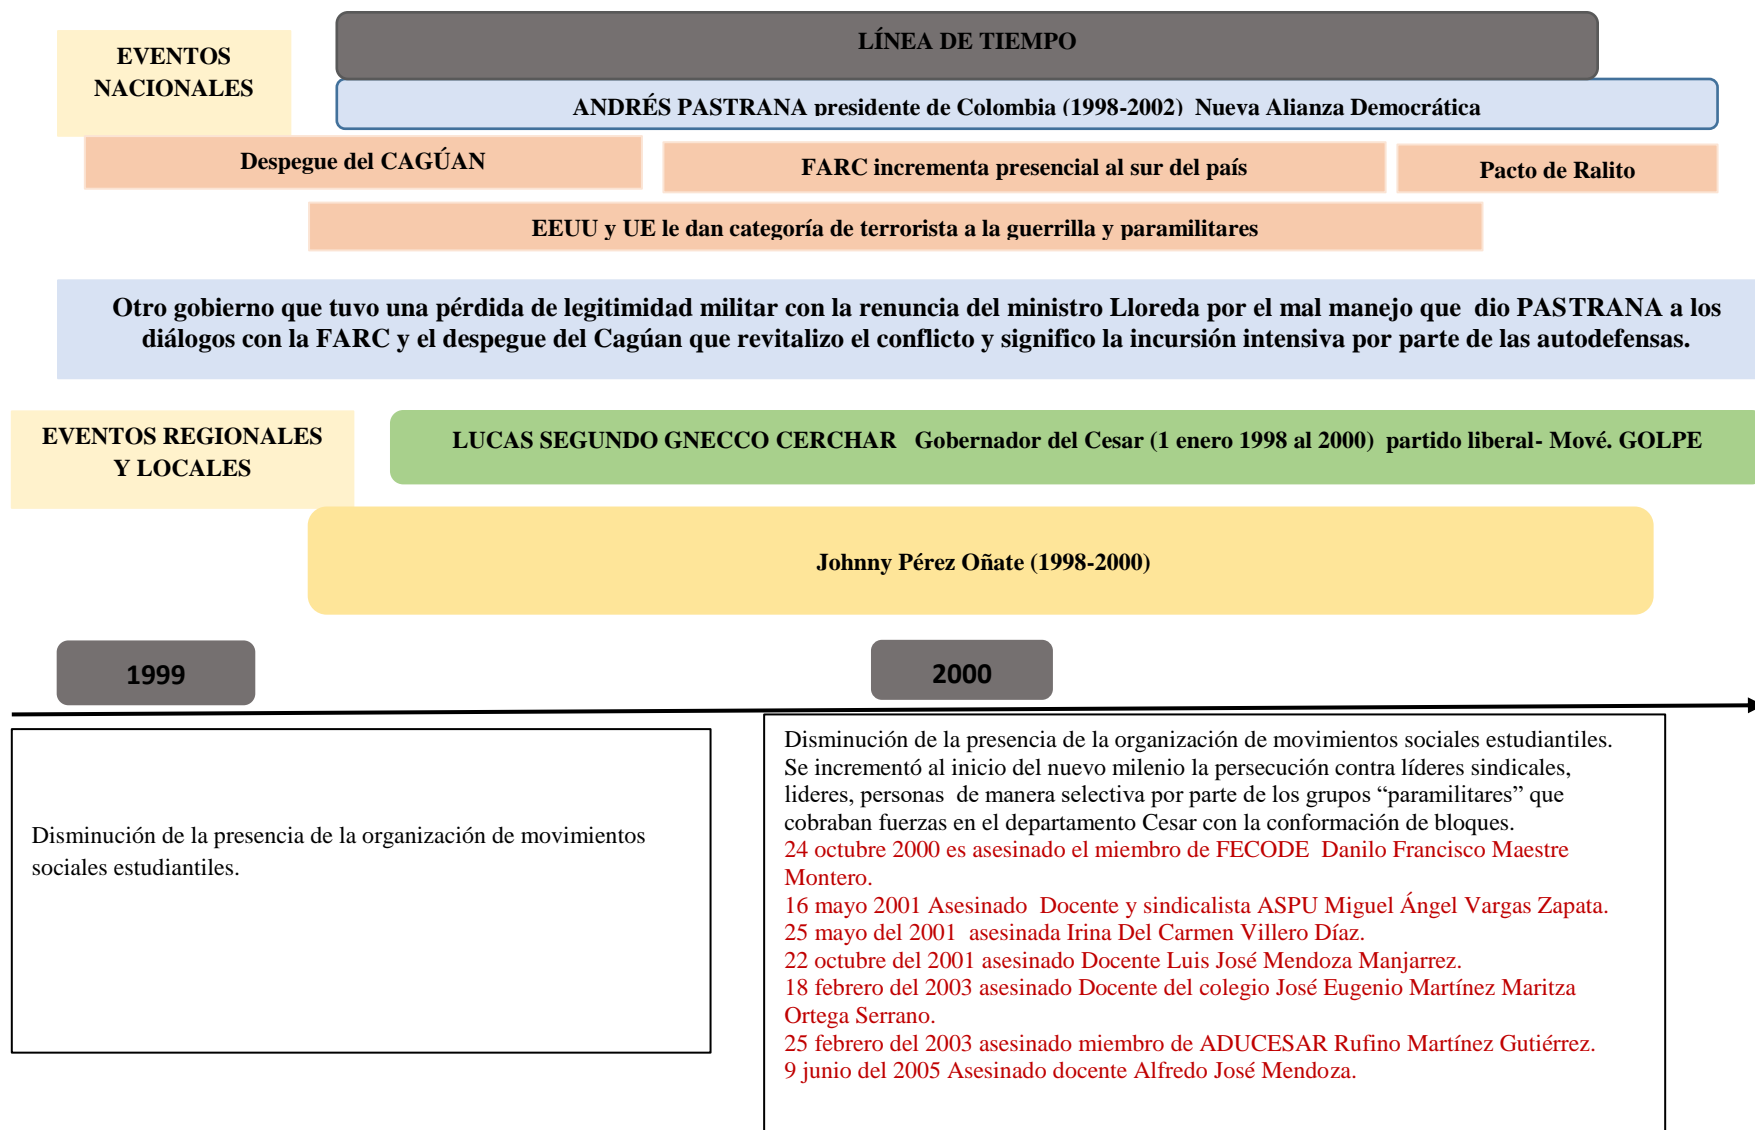 EVENTOS
NACIONALES
LÍNEA DE TIEMPO
ANDRÉS PASTRANA presidente de Colombia (1998-2002) Nueva Alianza Democrática
Despegue del CAGÚAN
FARC incrementa presencial al sur del país
Pacto de Ralito
EEUU y UE le dan categoría de terrorista a la guerrilla y paramilitares
Otro gobierno que tuvo una pérdida de legitimidad militar con la renuncia del ministro Lloreda por el mal manejo que dio PASTRANA a los
diálogos con la FARC y el despegue del Cagúan que revitalizo el conflicto y significo la incursión intensiva por parte de las autodefensas.
EVENTOS REGIONALES
Y LOCALES
LUCAS SEGUNDO GNECCO CERCHAR Gobernador del Cesar (1 enero 1998 al 2000) partido liberal- Mové. GOLPE
Johnny Pérez Oñate (1998-2000)
1999
2000
Disminución de la presencia de la organización de movimientos
sociales estudiantiles.
Disminución de la presencia de la organización de movimientos sociales estudiantiles.
Se incrementó al inicio del nuevo milenio la persecución contra líderes sindicales,
lideres, personas de manera selectiva por parte de los grupos “paramilitares” que
cobraban fuerzas en el departamento Cesar con la conformación de bloques.
24 octubre 2000 es asesinado el miembro de FECODE Danilo Francisco Maestre
Montero.
16 mayo 2001 Asesinado Docente y sindicalista ASPU Miguel Ángel Vargas Zapata.
25 mayo del 2001 asesinada Irina Del Carmen Villero Díaz.
22 octubre del 2001 asesinado Docente Luis José Mendoza Manjarrez.
18 febrero del 2003 asesinado Docente del colegio José Eugenio Martínez Maritza
Ortega Serrano.
25 febrero del 2003 asesinado miembro de ADUCESAR Rufino Martínez Gutiérrez.
9 junio del 2005 Asesinado docente Alfredo José Mendoza.